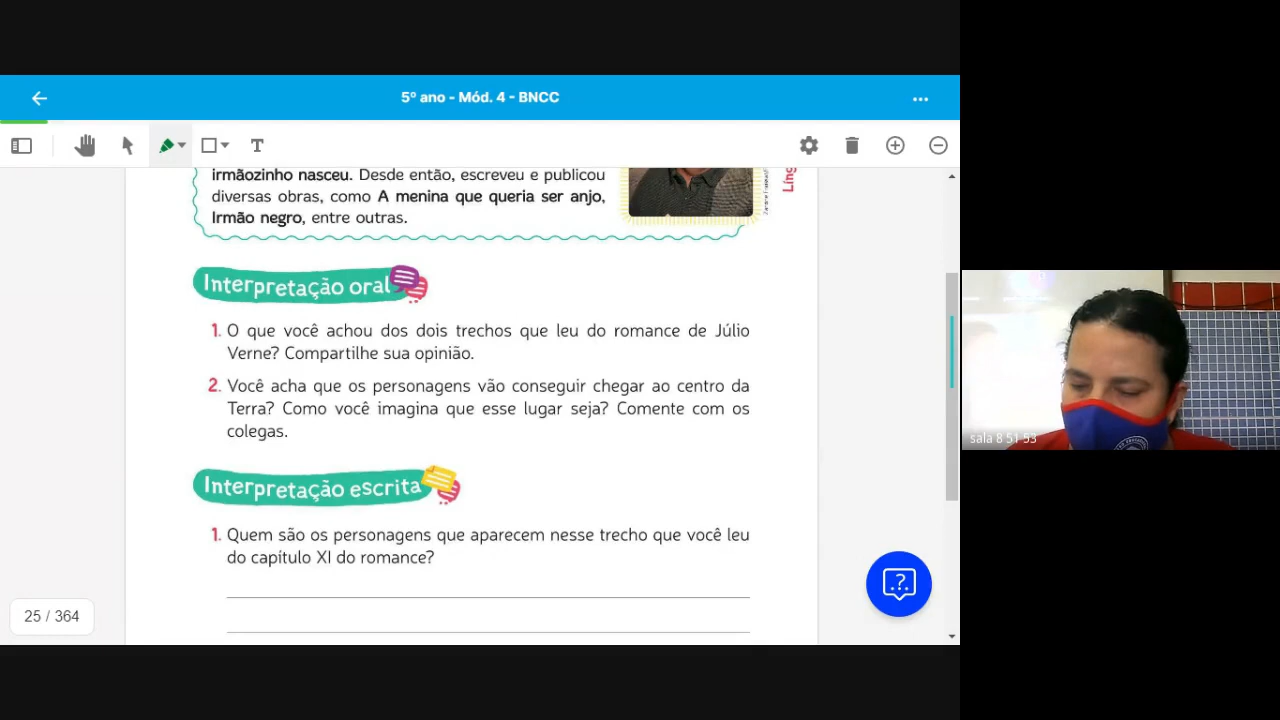 5º ano - Mód. 4 - BNCC
T
irmãozinho nasceu. Desde então, escreveu e publicou
diversas obras, como A menina que queria ser anjo,
Irmão negro, entre outras.
Líng
Interpretação oral
1. O que você achou dos dois trechos que leu do romance de Júlio
Verne? Compartilhe sua opinião.
2. Você acha que os personagens vão conseguir chegar ao centro da
Terra? Como você imagina que esse lugar seja? Comente com os
colegas.
Interpretação escrita
1. Quem são os personagens que aparecem nesse trecho que você leu
do capítulo XI do romance?
25 / 364
sala 8 51 53